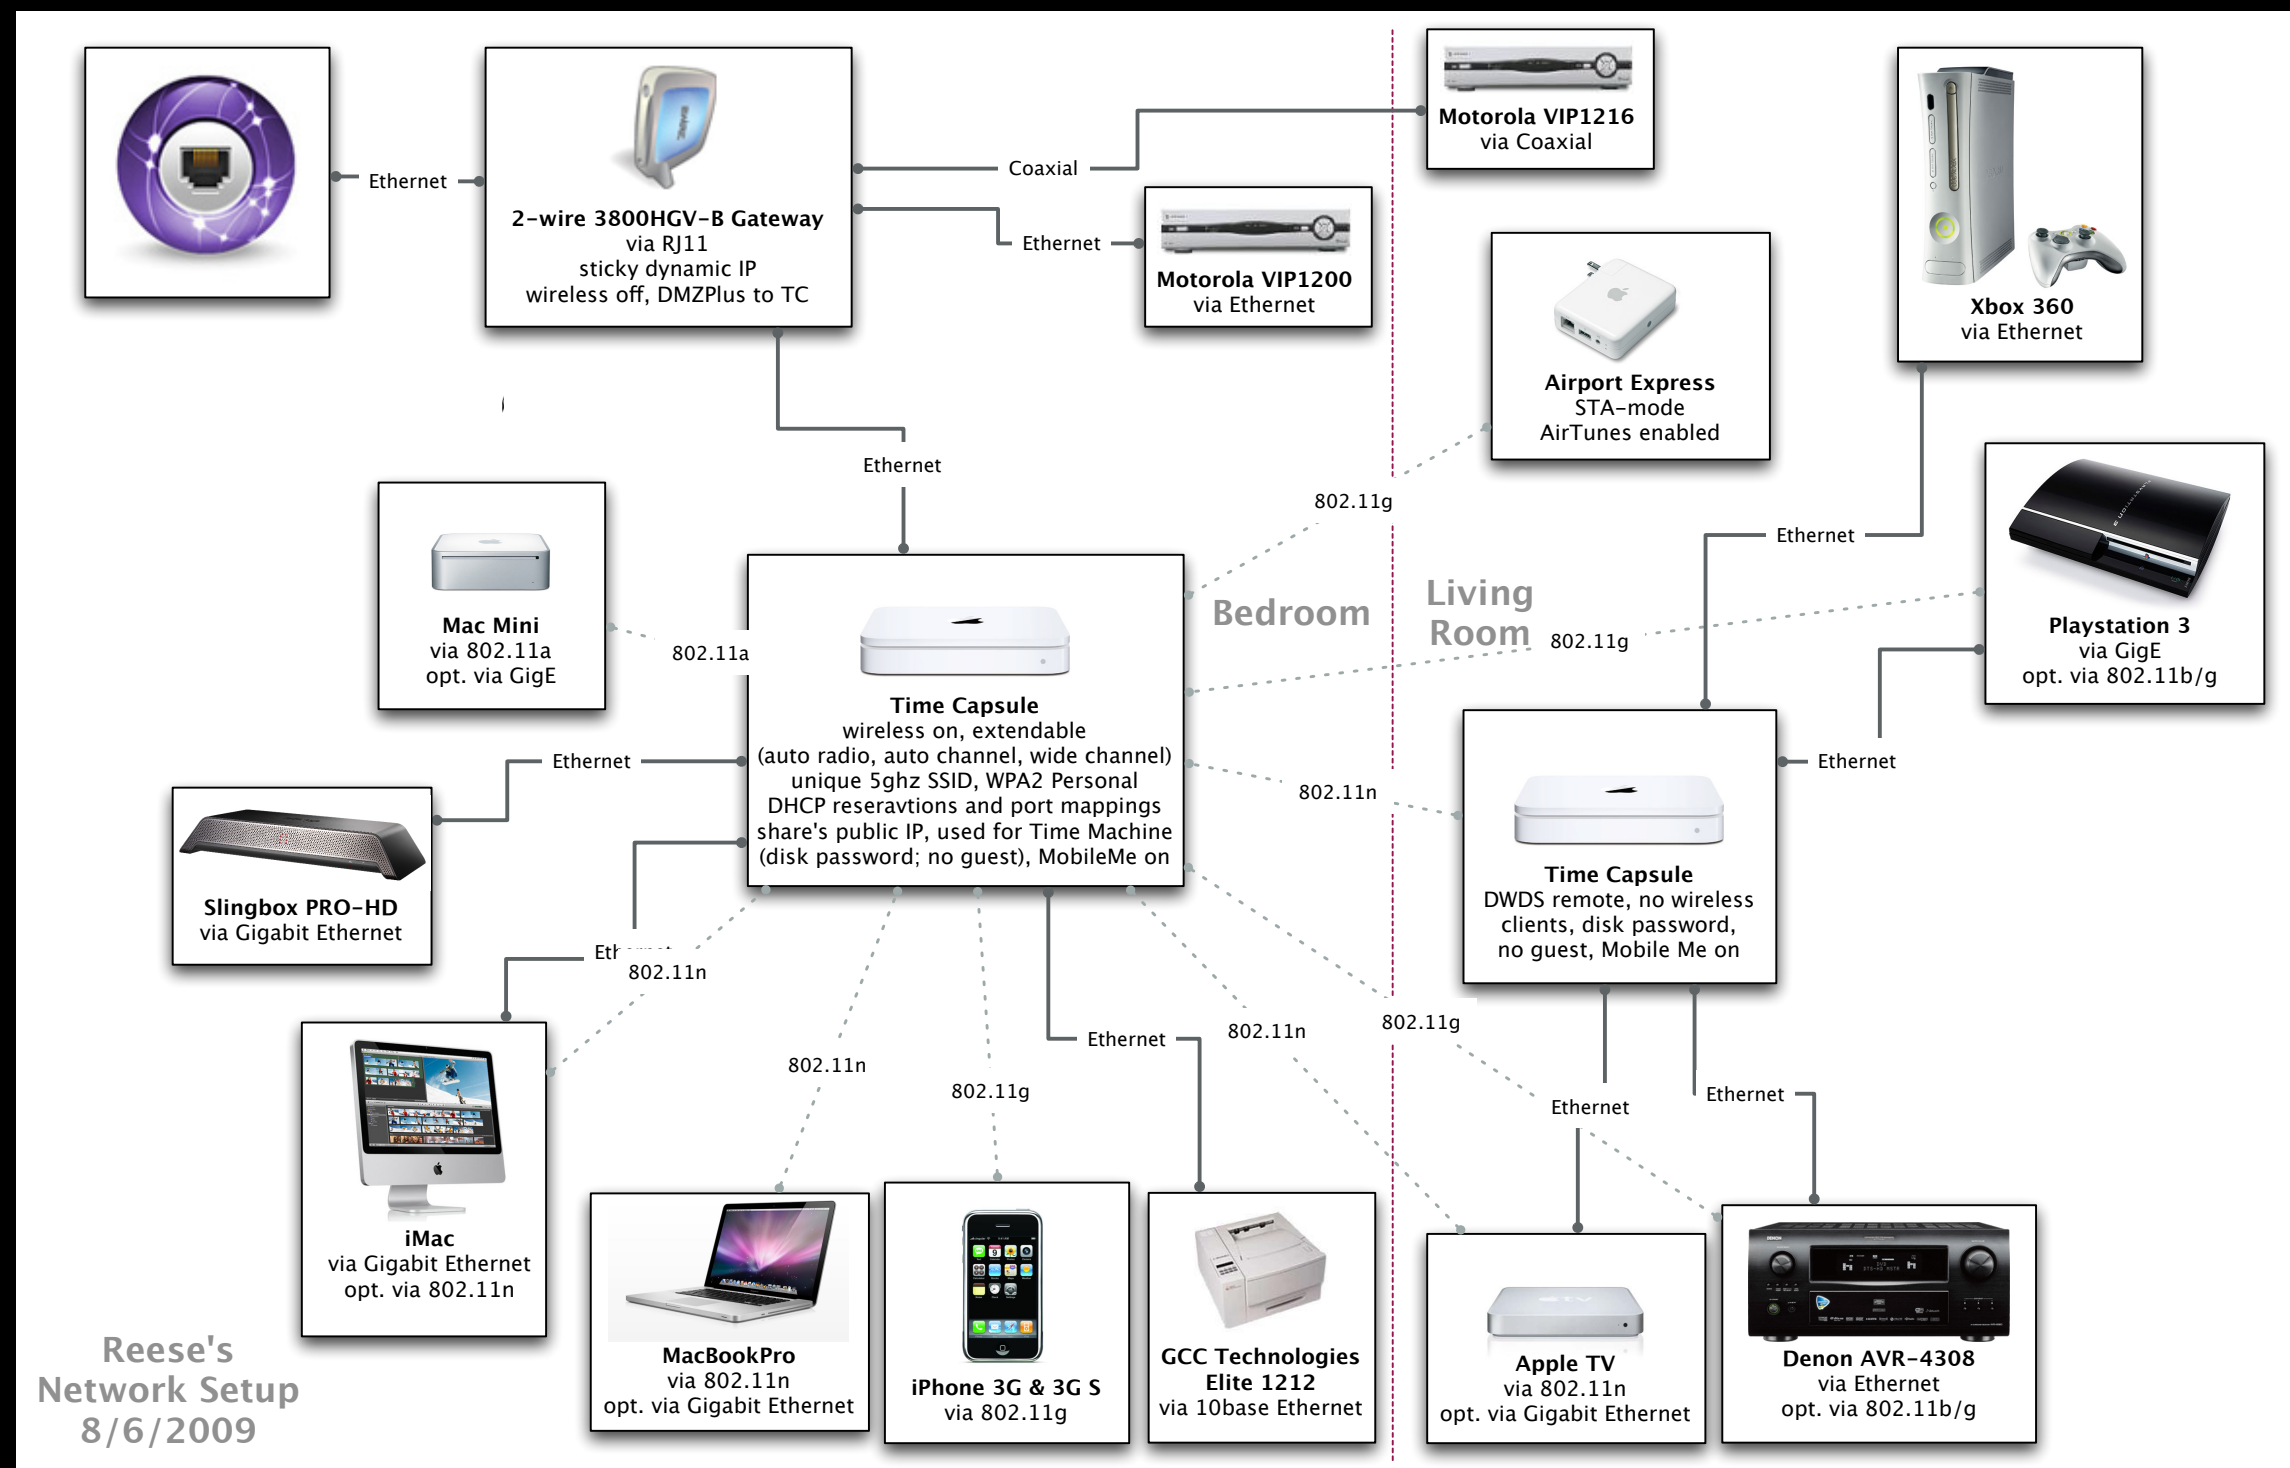 Ethernet
2-wire 3800HGV-B Gateway
via RJ11
sticky dynamic IP
wireless off, DMZPlus to TC
Coaxial
Ethernet
Motorola VIP1216
via Coaxial
Motorola VIP1200
via Ethernet
Airport Express
STA-mode
AirTunes enabled
Xbox 360
via Ethernet
Ethernet
802.11g
Ethernet
Mac Mini
via 802.11a
opt. via GigE
802.11a
Bedroom
Living
Room
802.11g
Playstation 3
via GigE
opt. via 802.11b/g
Time Capsule
wireless on, extendable
(auto radio, auto channel, wide channel)
unique 5ghz SSID, WPA2 Personal
DHCP reseravtions and port mappings
share's public IP, used for Time Machine
(disk password; no guest), MobileMe on
Ethernet
802.11n
Ethernet
Slingbox PRO-HD
via Gigabit Ethernet
Time Capsule
DWDS remote, no wireless
clients, disk password,
no guest, Mobile Me on
Ethernet
802.11n
802.11n
802.11g
Ethernet
802.11n
802.11g
Ethernet
Ethernet
iMac
via Gigabit Ethernet
opt. via 802.11n
MacBookPro
via 802.11n
opt. via Gigabit Ethernet
iPhone 3G & 3G S
via 802.11g
GCC Technologies
Elite 1212
via 10base Ethernet
tv
Apple TV
via 802.11n
opt. via Gigabit Ethernet
DENON
Denon AVR-4308
via Ethernet
opt. via 802.11b/g
Reese's
Network Setup
8/6/2009